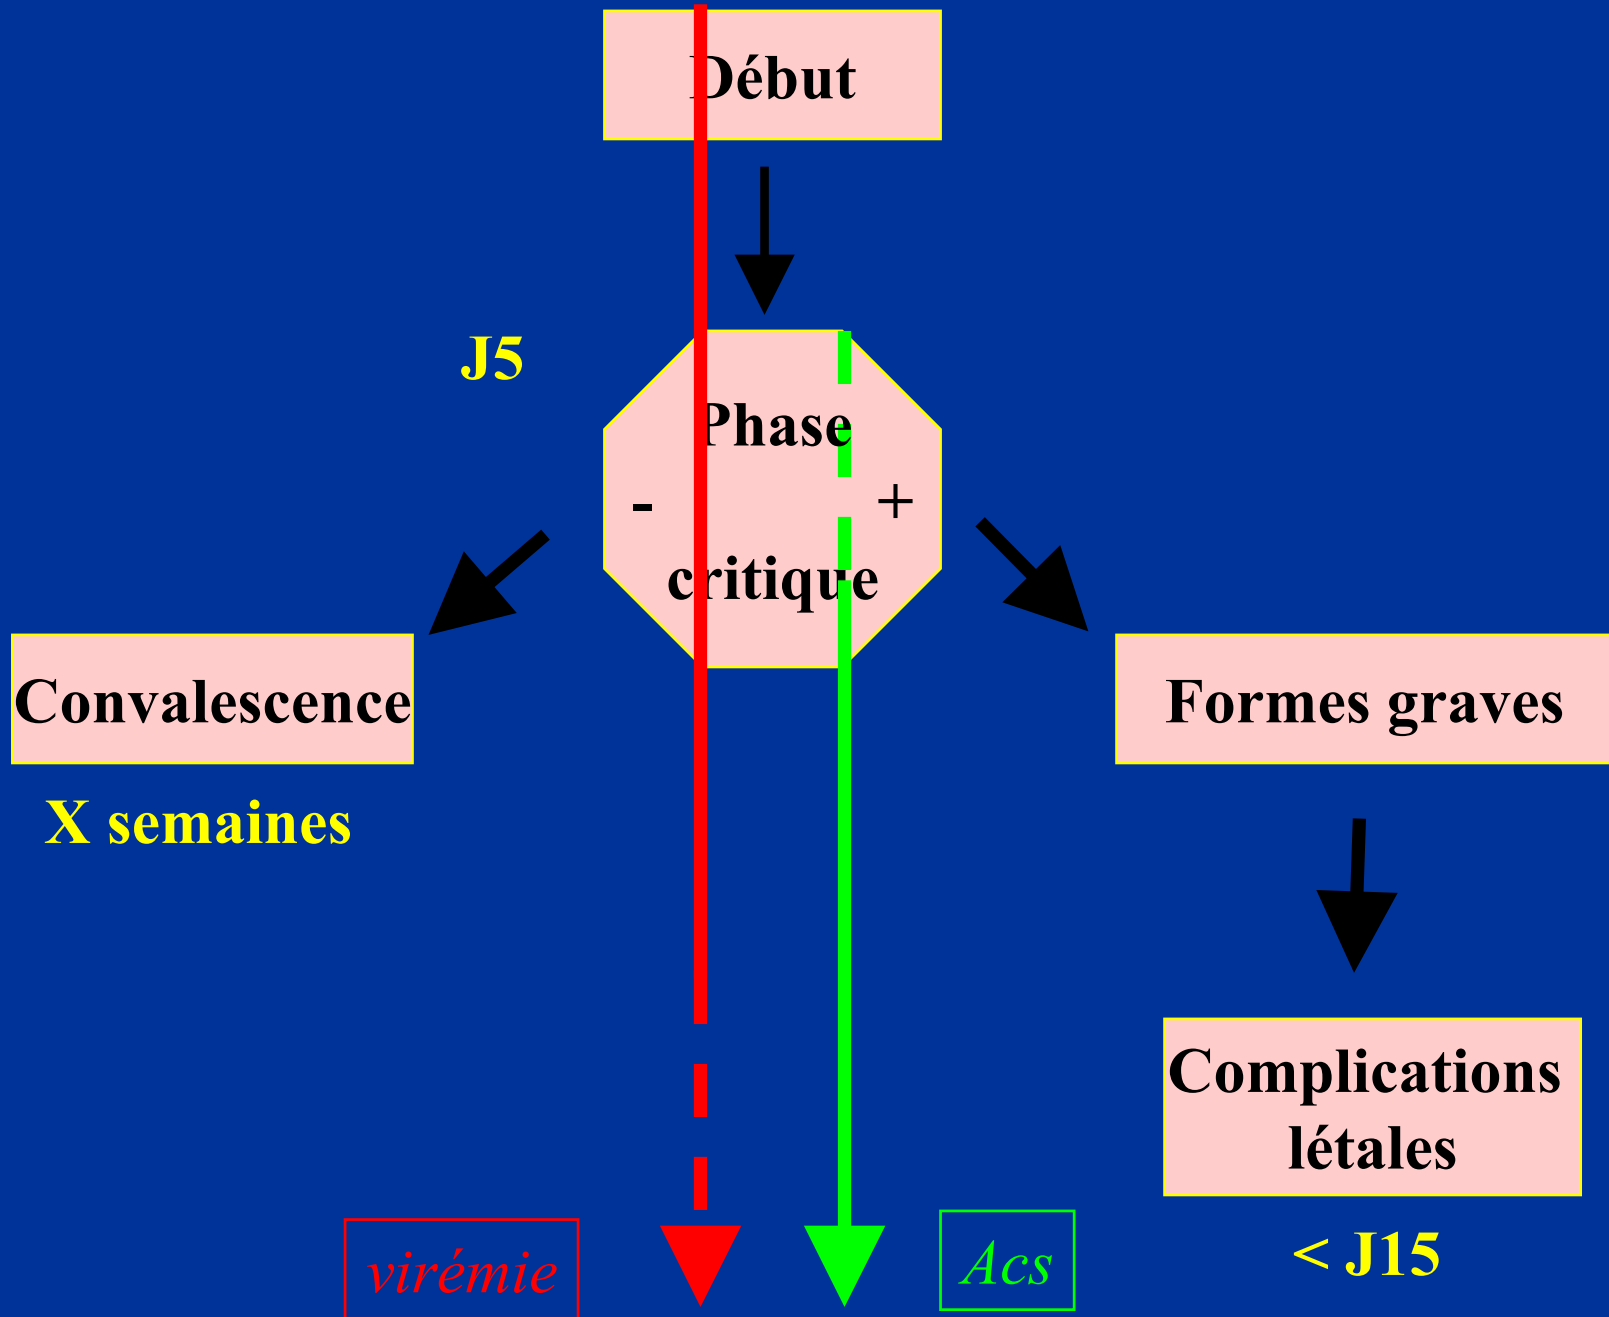 Début
J5
Phase
- +
critique
Convalescence
Formes graves
X semaines
Complications
létales
virémie
Acs
< J15